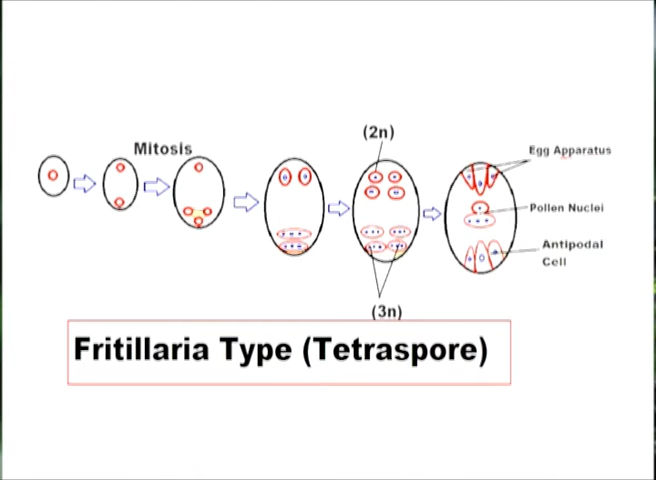 (2n)
Mitosis
Egg Apparatus
Pollen Nuclei
Antipodal
Cell
(3n)
Fritillaria Type (Tetraspore)